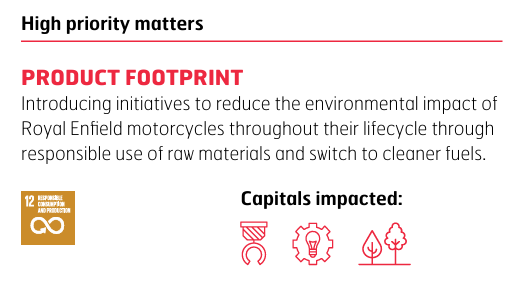 High priority matters
PRODUCT FOOTPRINT
Introducing initiatives to reduce the environmental impact of
Royal Enfield motorcycles throughout their lifecycle through
responsible use of raw materials and switch to cleaner fuels.
12 RESPONSIBLE
CONSUMPTION
AND PRODUCTION
Capitals impacted: